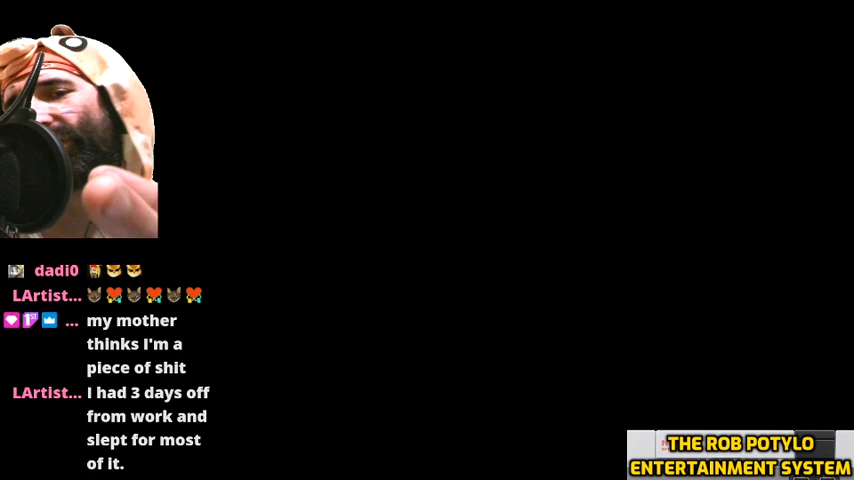 dadi0
LArtist...
... my mother
thinks I'm a
piece of shit
LArtist... I had 3 days off
from work and
slept for most
of it.
THE ROB POTYLO
ENTERTAINMENT SYSTEM